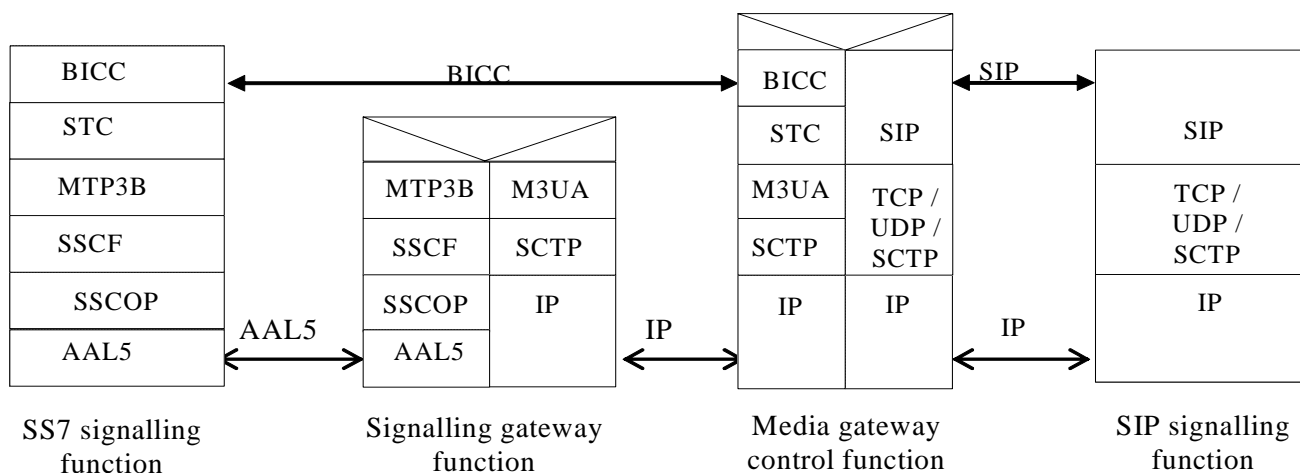 BICC
STC
MTP3B
SSCF
SSCOP
AAL5
SS7 signalling
function
BICC
AAL5
MTP3B
SSCF
SSCOP
AAL5
M3UA
SCTP
IP
Signalling gateway
function
IP
BICC
STC
M3UA
SCTP
IP
SIP
TCP /
UDP /
SCTP
IP
Media gateway
control function
SIP
IP
SIP
TCP /
UDP /
SCTP
IP
SIP signalling
function